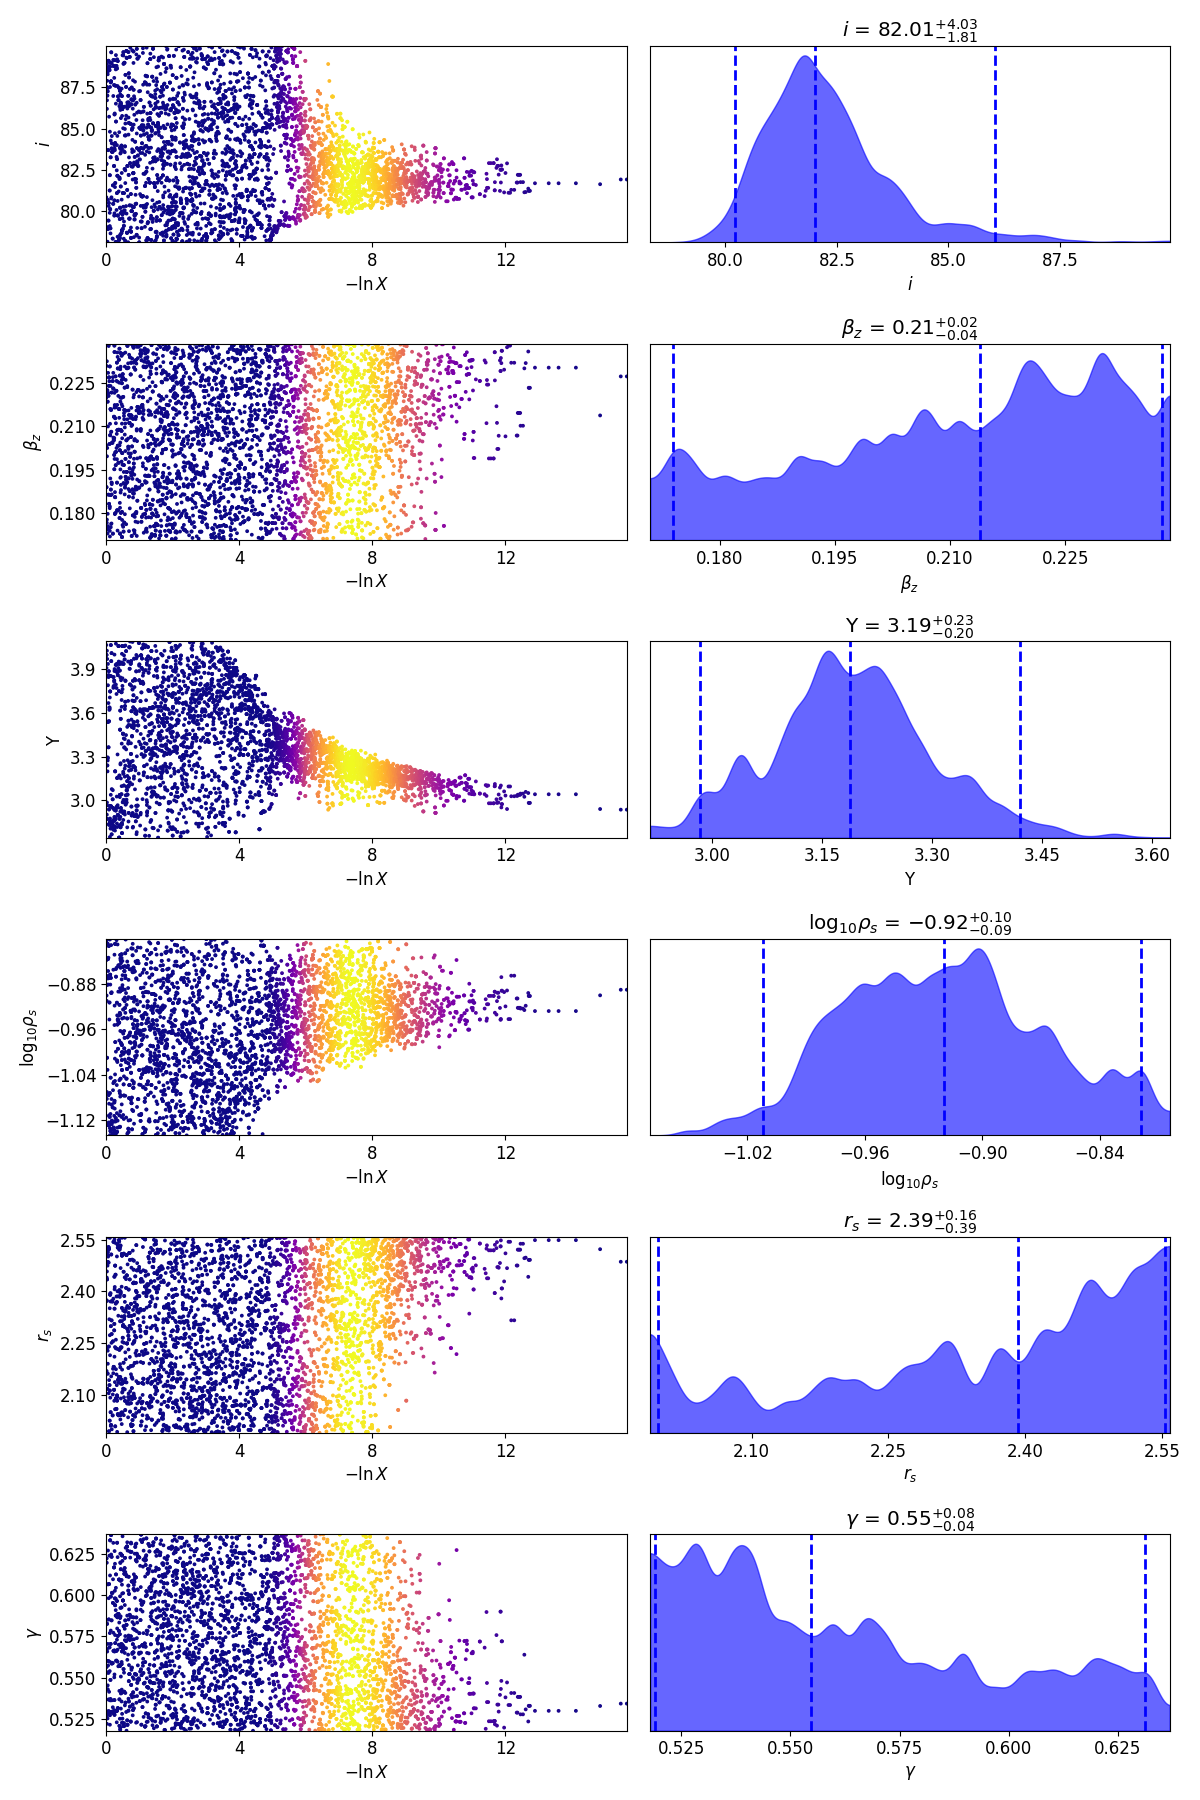 i = 82.01 +4.03 −1.81
87.5
85.0
82.5
80.0
i
0 4 8 12
−ln X
80.0 82.5 85.0 87.5
i
β_z = 0.21 +0.02 −0.04
0.225
0.210
0.195
0.180
β_z
0 4 8 12
−ln X
0.180 0.195 0.210 0.225
β_z
Y = 3.19 +0.23 −0.20
3.9
3.6
3.3
3.0
Y
0 4 8 12
−ln X
3.00 3.15 3.30 3.45 3.60
Y
log₁₀ρ_s = −0.92 +0.10 −0.09
−0.88
−0.96
−1.04
−1.12
log₁₀ρ_s
0 4 8 12
−ln X
−1.02 −0.96 −0.90 −0.84
log₁₀ρ_s
r_s = 2.39 +0.16 −0.39
2.55
2.40
2.25
2.10
r_s
0 4 8 12
−ln X
2.10 2.25 2.40 2.55
r_s
γ = 0.55 +0.08 −0.04
0.625
0.600
0.575
0.550
0.525
γ
0 4 8 12
−ln X
0.525 0.550 0.575 0.600 0.625
γ